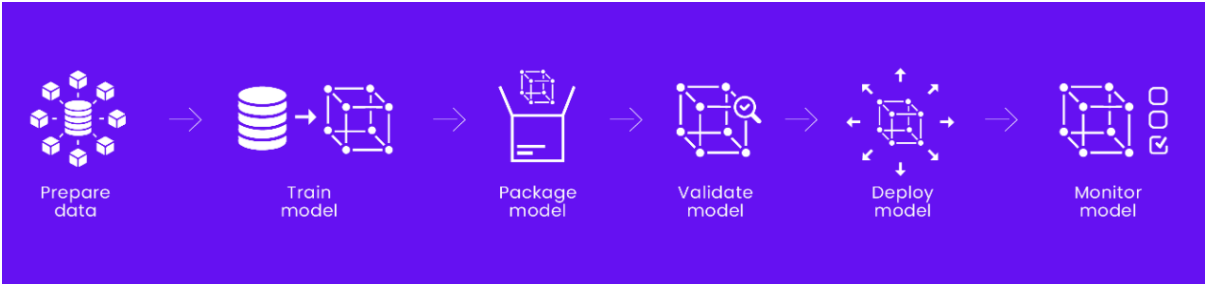 Prepare
data
Train
model
Package
model
Validate
model
Deploy
model
Monitor
model